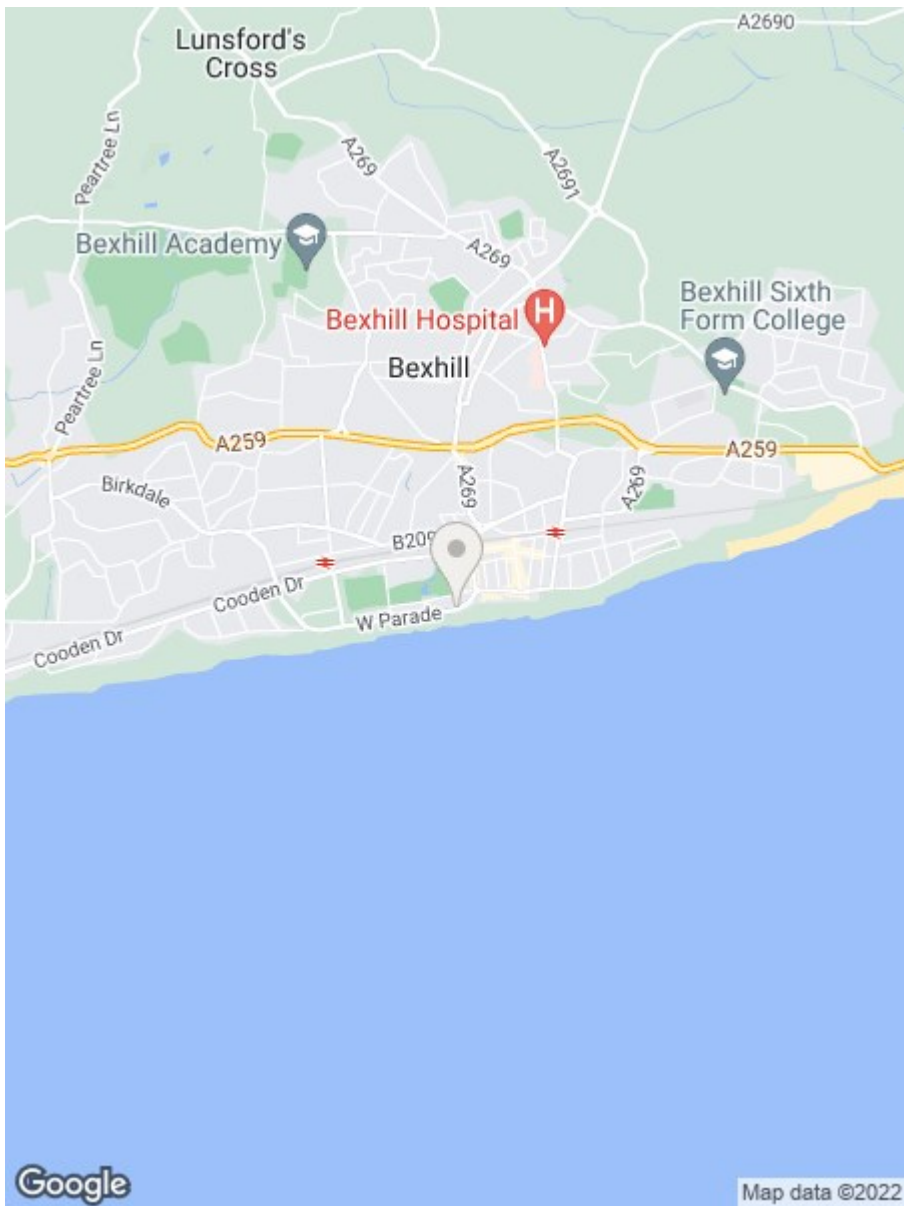 A2690
Lunsford's
Cross
Peartree Ln
A269
A2691
Bexhill Academy
A269
Bexhill Sixth
Form College
Bexhill Hospital
H
Bexhill
Peartree Ln
A259
A259
Birkdale
A269
A269
B209
Cooden Dr
W Parade
Cooden Dr
Google
Map data ©2022